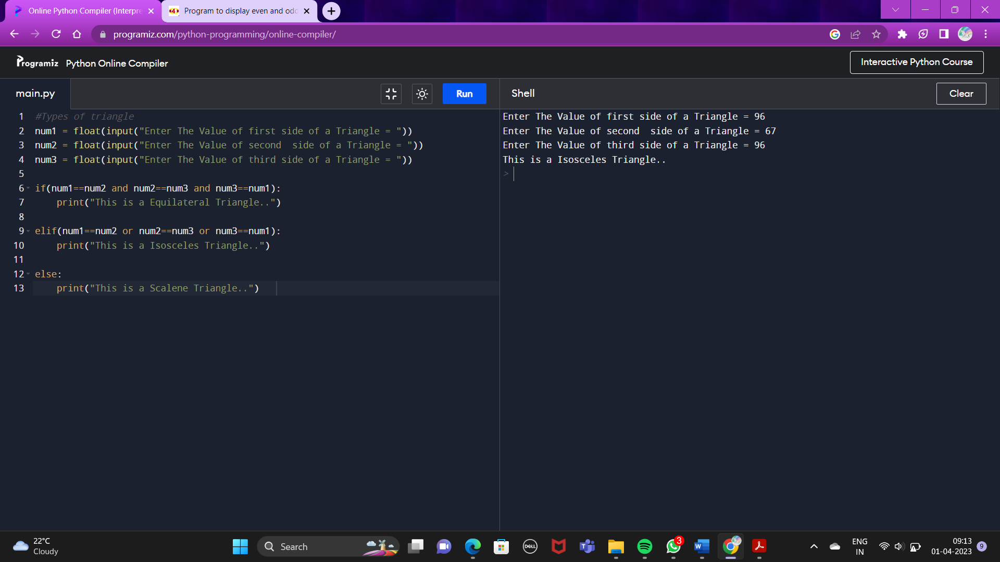 Online Python Compiler (Interpre
Program to display even and odd
programiz.com/python-programming/online-compiler/
Programiz Python Online Compiler
Interactive Python Course
main.py
Run
Shell
Clear
1 #Types of triangle
2 num1 = float(input("Enter The Value of first side of a Triangle = "))
3 num2 = float(input("Enter The Value of second  side of a Triangle = "))
4 num3 = float(input("Enter The Value of third side of a Triangle = "))
5
6 if(num1==num2 and num2==num3 and num3==num1):
7     print("This is a Equilateral Triangle..")
8
9 elif(num1==num2 or num2==num3 or num3==num1):
10     print("This is a Isosceles Triangle..")
11
12 else:
13     print("This is a Scalene Triangle..")
Enter The Value of first side of a Triangle = 96
Enter The Value of second  side of a Triangle = 67
Enter The Value of third side of a Triangle = 96
This is a Isosceles Triangle..
>
22°C
Cloudy
Search
DELL
3
ENG
IN
09:13
01-04-2023
9